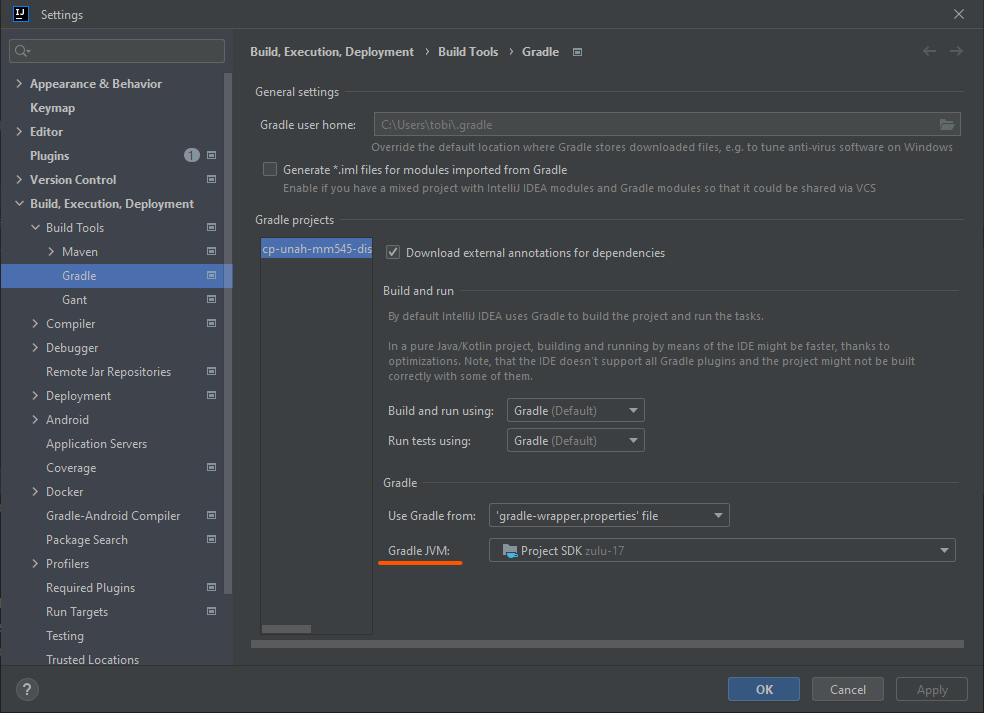 IJ
Settings
Appearance & Behavior
Keymap
Editor
Plugins 1
Version Control
Build, Execution, Deployment
Build Tools
Maven
Gradle
Gant
Compiler
Debugger
Remote Jar Repositories
Deployment
Android
Application Servers
Coverage
Docker
Gradle-Android Compiler
Package Search
Profilers
Required Plugins
Run Targets
Testing
Trusted Locations
Build, Execution, Deployment › Build Tools › Gradle
General settings
Gradle user home: C:\Users\tobi\.gradle
Override the default location where Gradle stores downloaded files, e.g. to tune anti-virus software on Windows
Generate *.iml files for modules imported from Gradle
Enable if you have a mixed project with IntelliJ IDEA modules and Gradle modules so that it could be shared via VCS
Gradle projects
cp-unah-mm545-dis
Download external annotations for dependencies
Build and run
By default IntelliJ IDEA uses Gradle to build the project and run the tasks.
In a pure Java/Kotlin project, building and running by means of the IDE might be faster, thanks to
optimizations. Note, that the IDE doesn't support all Gradle plugins and the project might not be built
correctly with some of them.
Build and run using: Gradle (Default)
Run tests using: Gradle (Default)
Gradle
Use Gradle from: 'gradle-wrapper.properties' file
Gradle JVM: Project SDK zulu-17
?
OK
Cancel
Apply